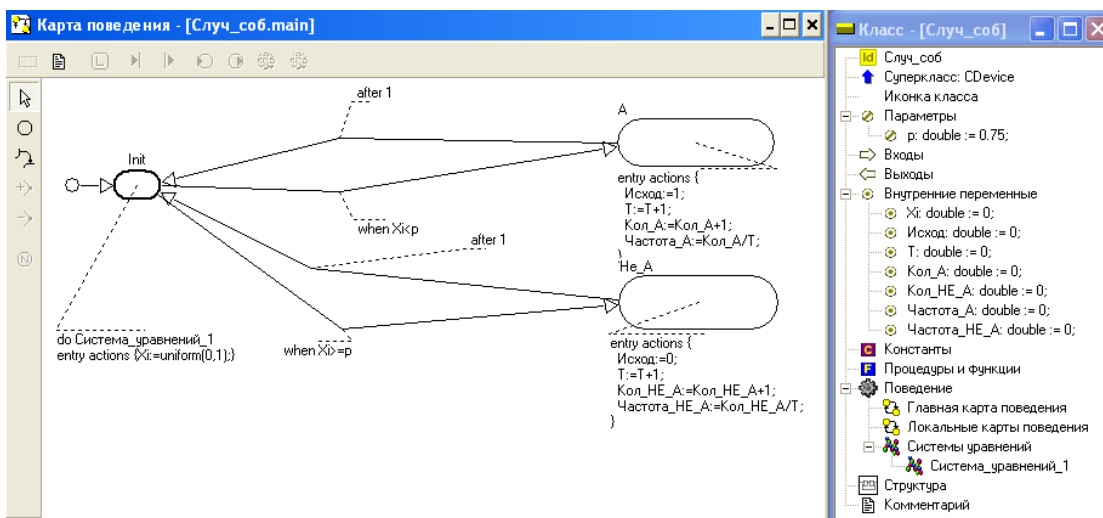 Карта поведения - [Случ_соб.main]
after 1
A
Init
entry actions {
Исход:=1;
T:=T+1;
Кол_А:=Кол_А+1;
Частота_А:=Кол_А/T;
}
when Xi<p
after 1
Не_А
do Система_уравнений_1
entry actions {Xi:=uniform(0,1);}
when Xi>=p
entry actions {
Исход:=0;
T:=T+1;
Кол_НЕ_А:=Кол_НЕ_А+1;
Частота_НЕ_А:=Кол_НЕ_А/T;
}
Класс - [Случ_соб]
Id Случ_соб
Суперкласс: CDevice
Иконка класса
Параметры
p: double := 0.75;
Входы
Выходы
Внутренние переменные
Xi: double := 0;
Исход: double := 0;
T: double := 0;
Кол_А: double := 0;
Кол_НЕ_А: double := 0;
Частота_А: double := 0;
Частота_НЕ_А: double := 0;
C Константы
F Процедуры и функции
Поведение
Главная карта поведения
Локальные карты поведения
Системы уравнений
Система_уравнений_1
Структура
Комментарий